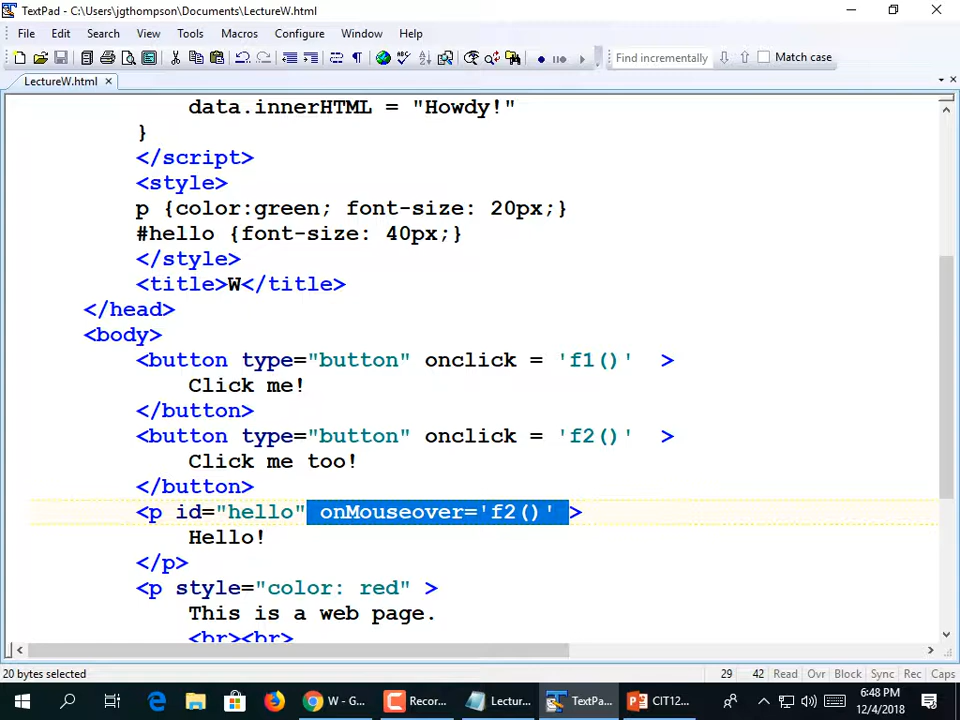 TextPad - C:\Users\jgthompson\Documents\LectureW.html
File Edit Search View Tools Macros Configure Window Help
Find incrementally Match case
LectureW.html
data.innerHTML = "Howdy!"
}
</script>
<style>
p {color:green; font-size: 20px;}
#hello {font-size: 40px;}
</style>
<title>W</title>
</head>
<body>
<button type="button" onclick = 'f1()'  >
Click me!
</button>
<button type="button" onclick = 'f2()'  >
Click me too!
</button>
<p id="hello" onMouseover='f2()' >
Hello!
</p>
<p style="color: red" >
This is a web page.
<br><br>
20 bytes selected 29 42 Read Ovr Block Sync Rec Caps
W - G... Recor... Lectur... TextPa... CIT12... 6:48 PM
12/4/2018